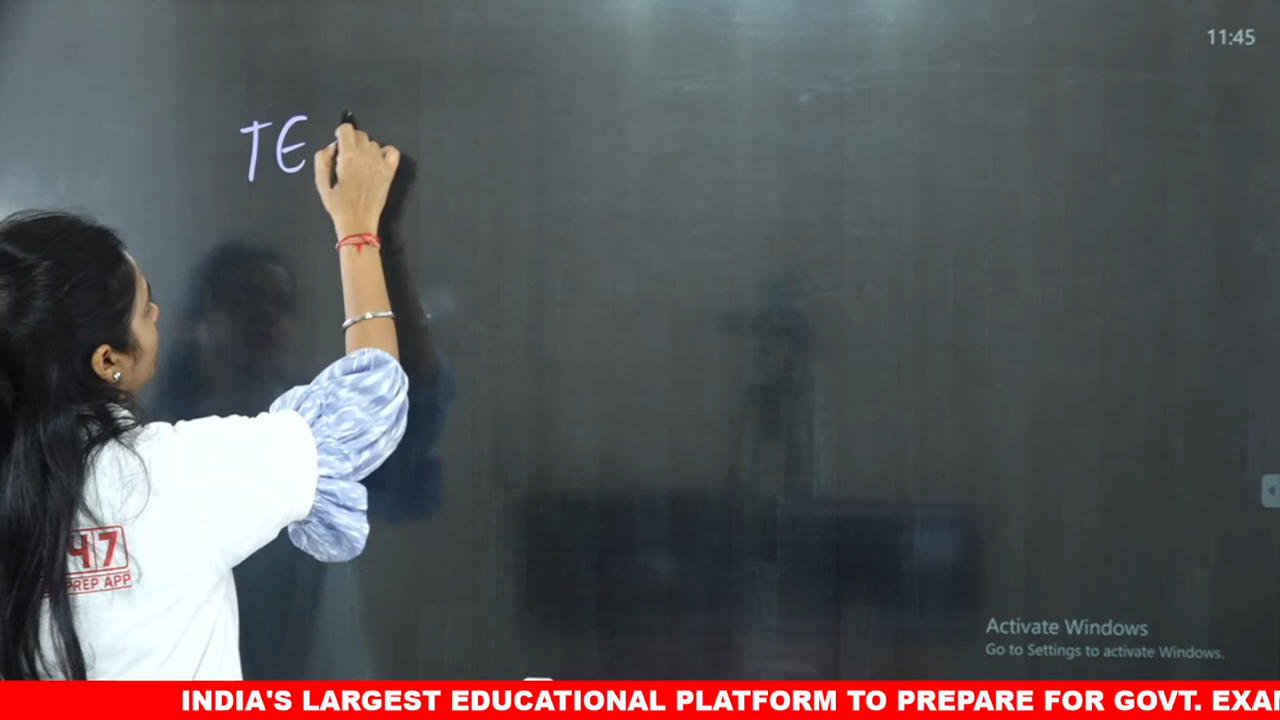 11:45
TE
47
PREP APP
Activate Windows
Go to Settings to activate Windows.
INDIA'S LARGEST EDUCATIONAL PLATFORM TO PREPARE FOR GOVT. EXA